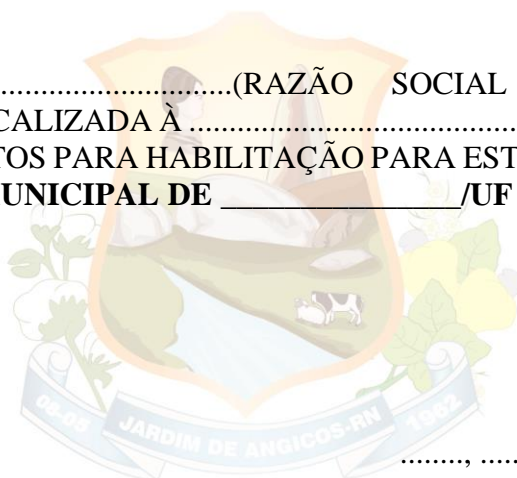 ..............................(RAZÃO SOCIAL
CALIZADA À ..........................................
TOS PARA HABILITAÇÃO PARA EST
UNICIPAL DE _______________/UF
08-05 JARDIM DE ANGICOS-RN 1962
........, .....